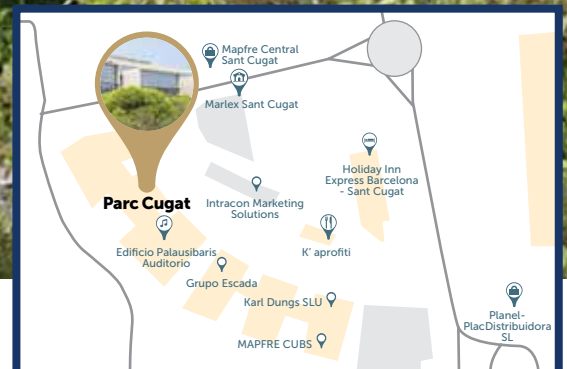 Mapfre Central
Sant Cugat
Marlex Sant Cugat
Holiday Inn
Express Barcelona
- Sant Cugat
Parc Cugat
Intracon Marketing
Solutions
Edificio Palausibaris
Auditorio
K' aprofiti
Grupo Escada
Karl Dungs SLU
MAPFRE CUBS
Planel-
PlacDistribuidora
SL